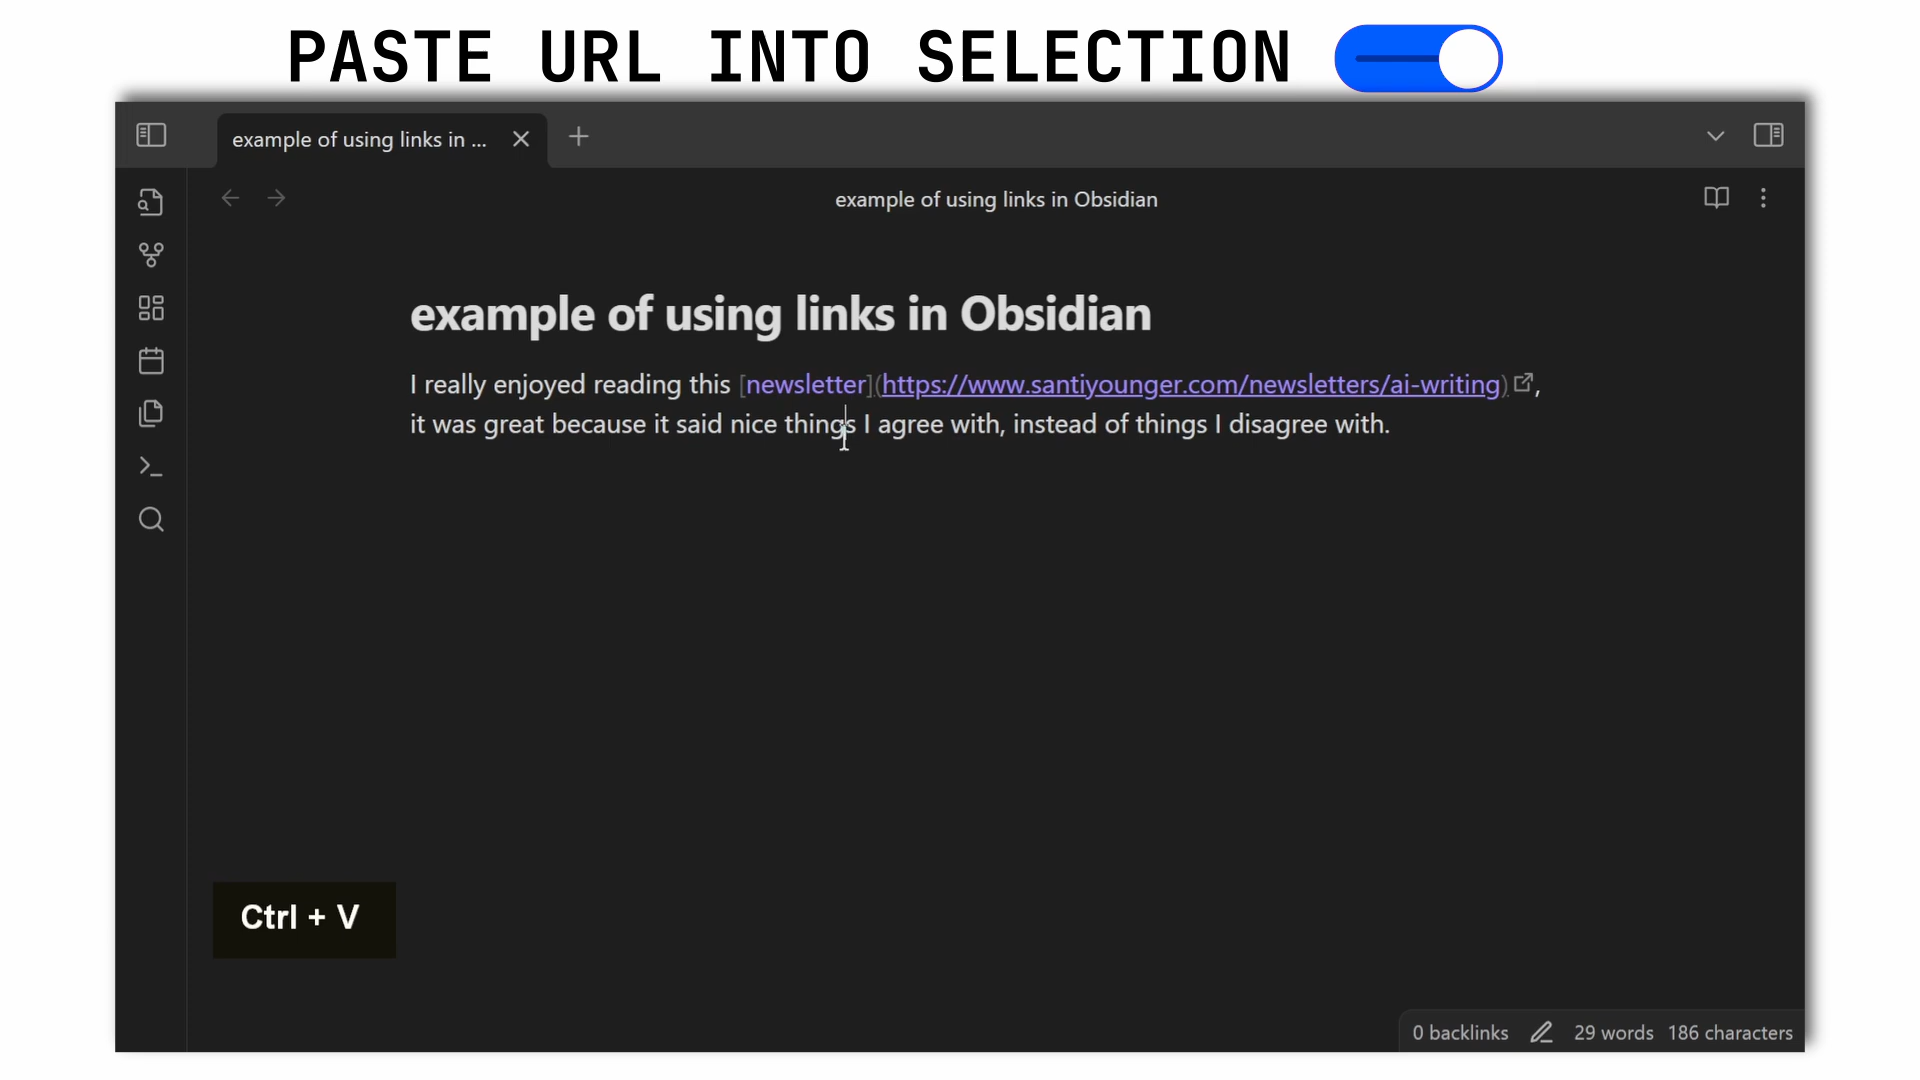 PASTE URL INTO SELECTION
example of using links in ...
example of using links in Obsidian
example of using links in Obsidian
I really enjoyed reading this [newsletter](https://www.santiyounger.com/newsletters/ai-writing),
it was great because it said nice things I agree with, instead of things I disagree with.
Ctrl + V
0 backlinks 29 words 186 characters